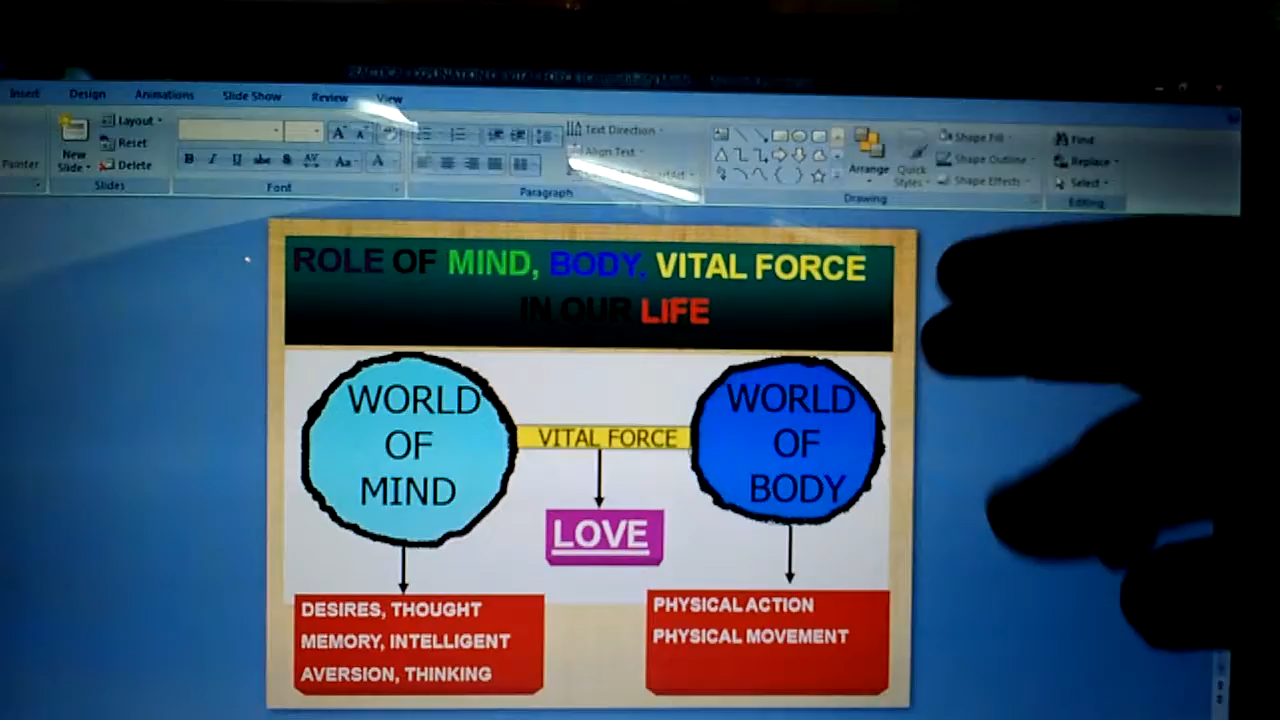 Insert Design Animations Slide Show Review View
Layout
Reset
Delete
New
Slide
Slides
B I U abc S AV Aa A
Font
Text Direction
Align Text
Paragraph
Arrange
Quick
Styles
Drawing
Shape Fill
Shape Outline
Shape Effects
Find
Replace
Select
Editing
ROLE OF MIND, BODY. VITAL FORCE
IN OUR LIFE
WORLD
OF
MIND
VITAL FORCE
WORLD
OF
BODY
LOVE
DESIRES, THOUGHT
MEMORY, INTELLIGENT
AVERSION, THINKING
PHYSICAL ACTION
PHYSICAL MOVEMENT